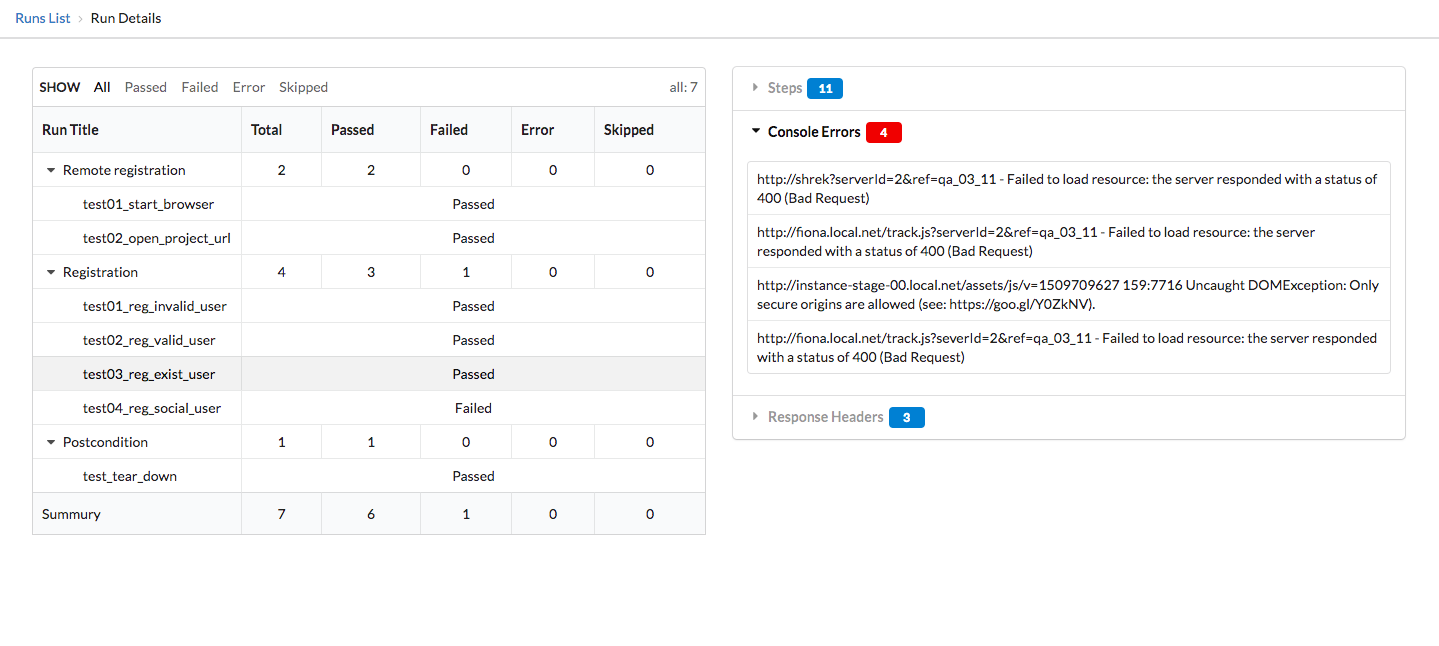 Runs List › Run Details
SHOW All Passed Failed Error Skipped all: 7
Run Title Total Passed Failed Error Skipped
Remote registration 2 2 0 0 0
test01_start_browser Passed
test02_open_project_url Passed
Registration 4 3 1 0 0
test01_reg_invalid_user Passed
test02_reg_valid_user Passed
test03_reg_exist_user Passed
test04_reg_social_user Failed
Postcondition 1 1 0 0 0
test_tear_down Passed
Summury 7 6 1 0 0
Steps 11
Console Errors 4
http://shrek?serverId=2&ref=qa_03_11 - Failed to load resource: the server responded with a status of
400 (Bad Request)
http://fiona.local.net/track.js?serverId=2&ref=qa_03_11 - Failed to load resource: the server
responded with a status of 400 (Bad Request)
http://instance-stage-00.local.net/assets/js/v=1509709627 159:7716 Uncaught DOMException: Only
secure origins are allowed (see: https://goo.gl/Y0ZkNV).
http://fiona.local.net/track.js?severId=2&ref=qa_03_11 - Failed to load resource: the server responded
with a status of 400 (Bad Request)
Response Headers 3